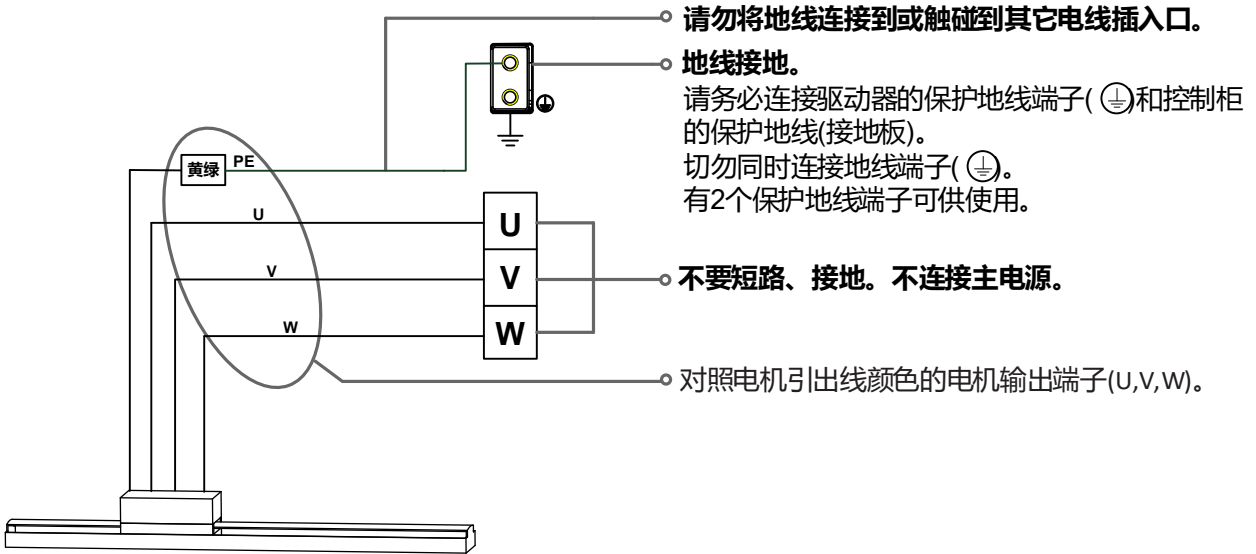 请勿将地线连接到或触碰到其它电线插入口。
地线接地。
请务必连接驱动器的保护地线端子( )和控制柜
的保护地线(接地板)。
切勿同时连接地线端子( )。
有2个保护地线端子可供使用。
黄绿
PE
U
U
V
V
不要短路、接地。不连接主电源。
W
W
对照电机引出线颜色的电机输出端子(U,V,W)。